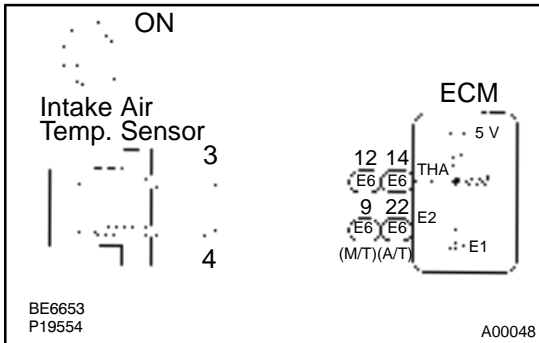 ON
Intake Air
Temp. Sensor
ECM
5 V
3
12 14
E6 E6 THA
9 22
E6 E6 E2
4
(M/T) (A/T)
E1
BE6653
P19554
A00048